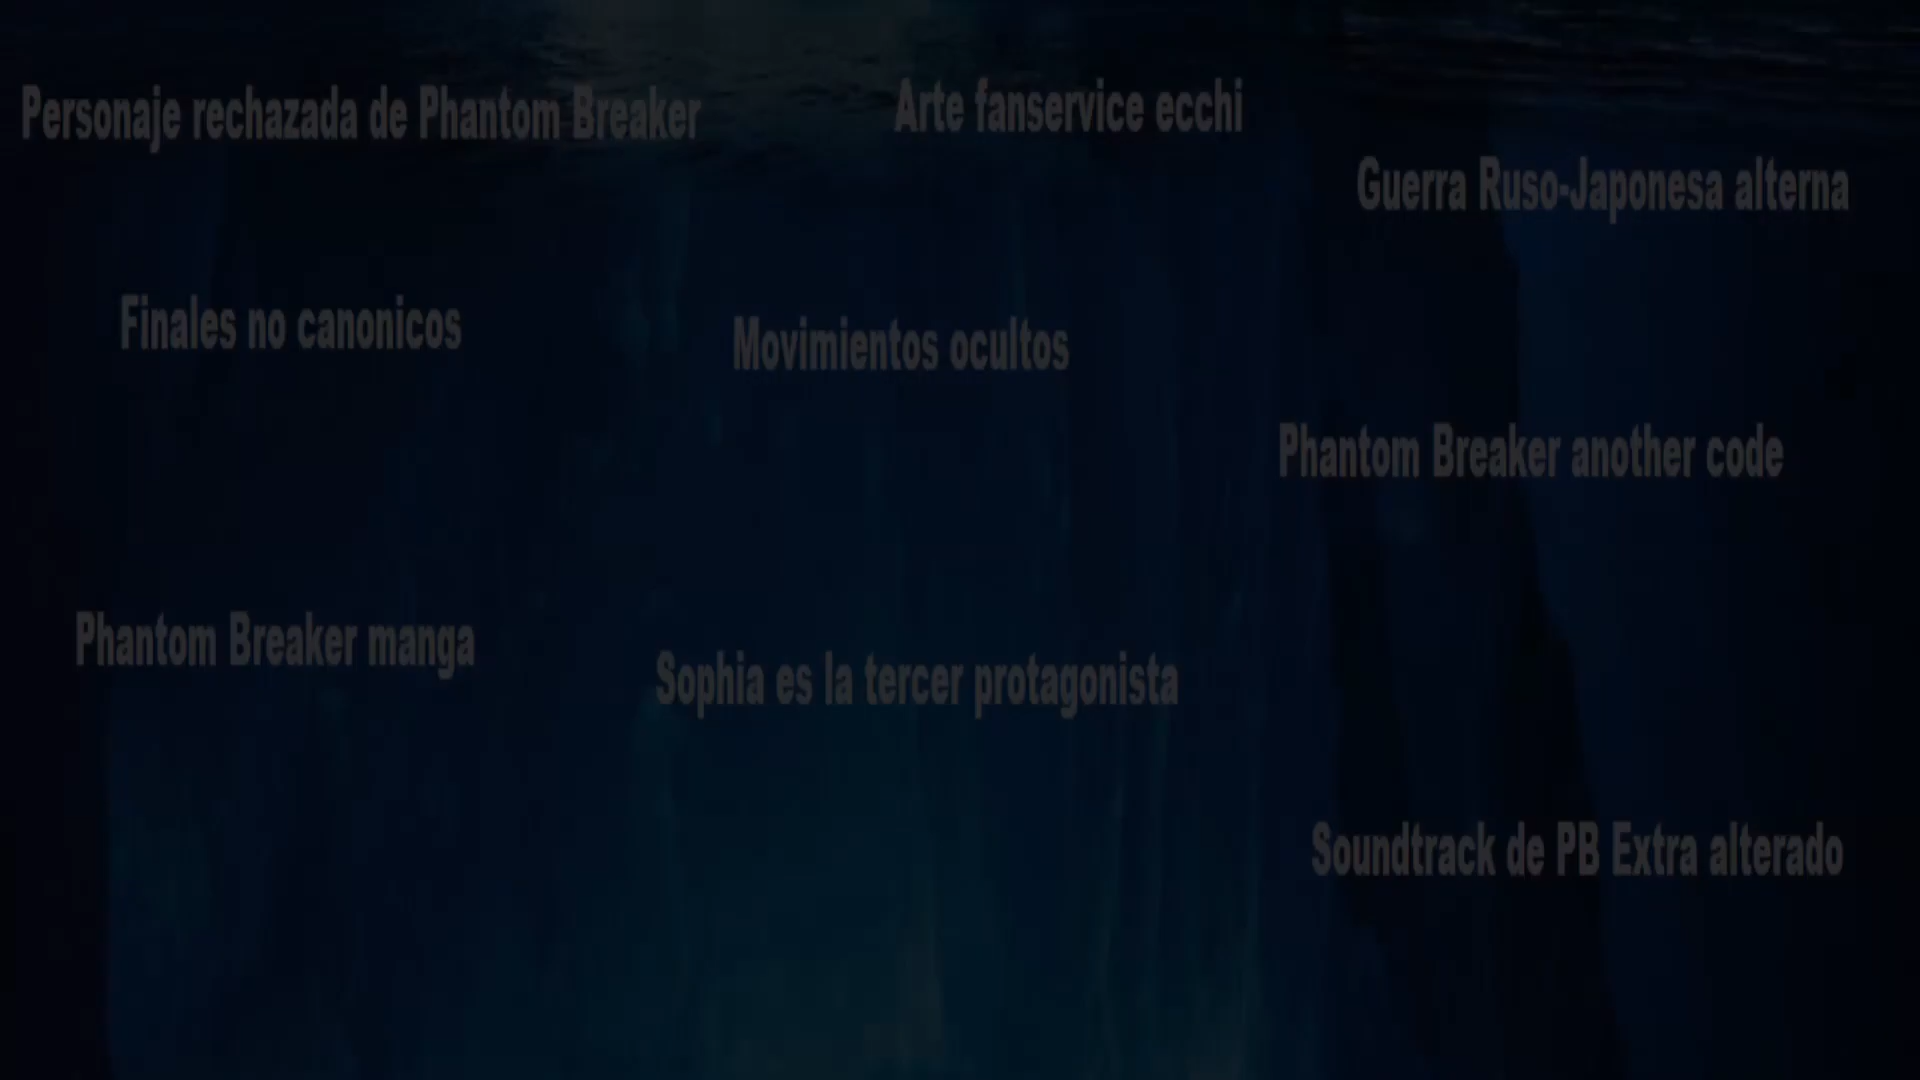 Personaje rechazada de Phantom Breaker
Arte fanservice ecchi
Guerra Ruso-Japonesa alterna
Finales no canonicos
Movimientos ocultos
Phantom Breaker another code
Phantom Breaker manga
Sophia es la tercer protagonista
Soundtrack de PB Extra alterado